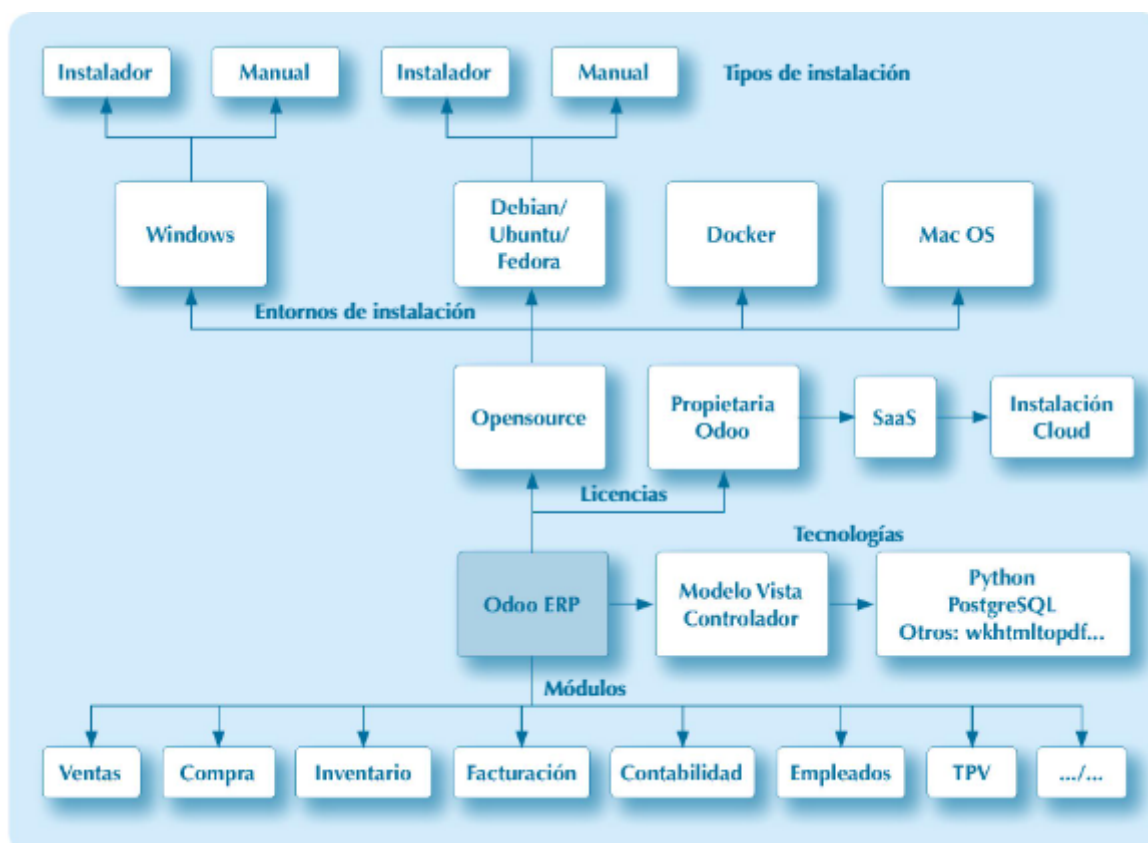 Instalador
Manual
Instalador
Manual
Tipos de instalación
Windows
Debian/
Ubuntu/
Fedora
Docker
Mac OS
Entornos de instalación
Opensource
Propietaria
Odoo
SaaS
Instalación
Cloud
Licencias
Tecnologías
Odoo ERP
Modelo Vista
Controlador
Python
PostgreSQL
Otros: wkhtmltopdf...
Módulos
Ventas
Compra
Inventario
Facturación
Contabilidad
Empleados
TPV
.../...